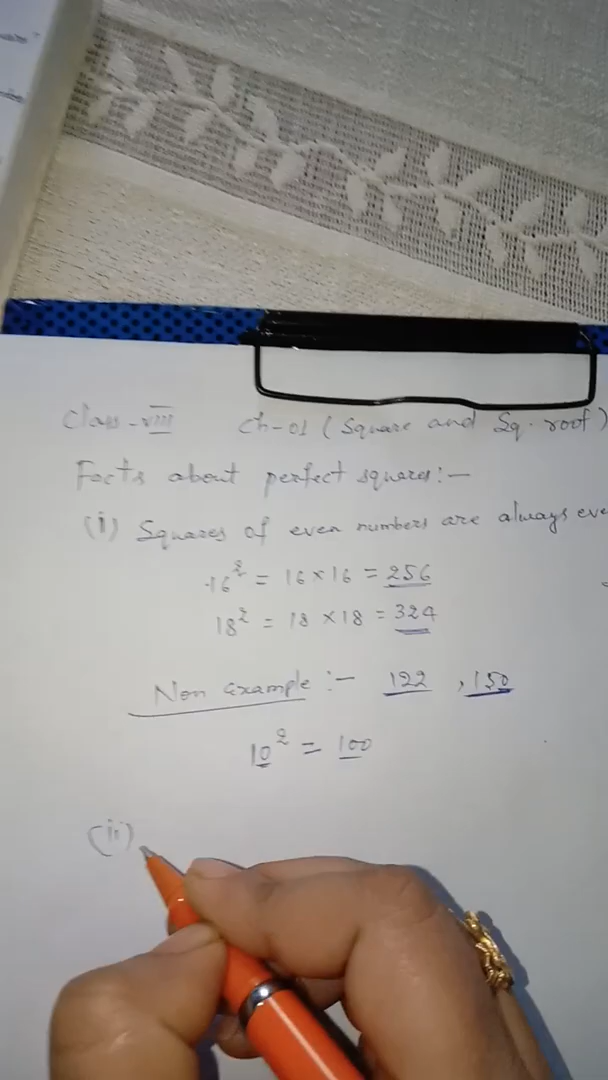 Class - VIII Ch-01 (Square and Sq. root)
Facts about perfect squares:-
(i) Squares of even numbers are always eve
16² = 16 × 16 = 256
18² = 18 × 18 = 324
Non example :- 122 , 150
10² = 100
(ii)